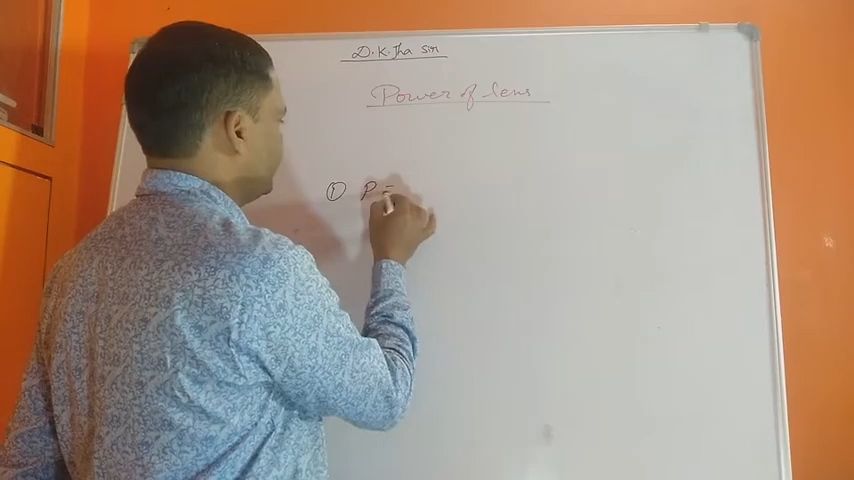 D.K.Jha sir
Power of lens
① P =